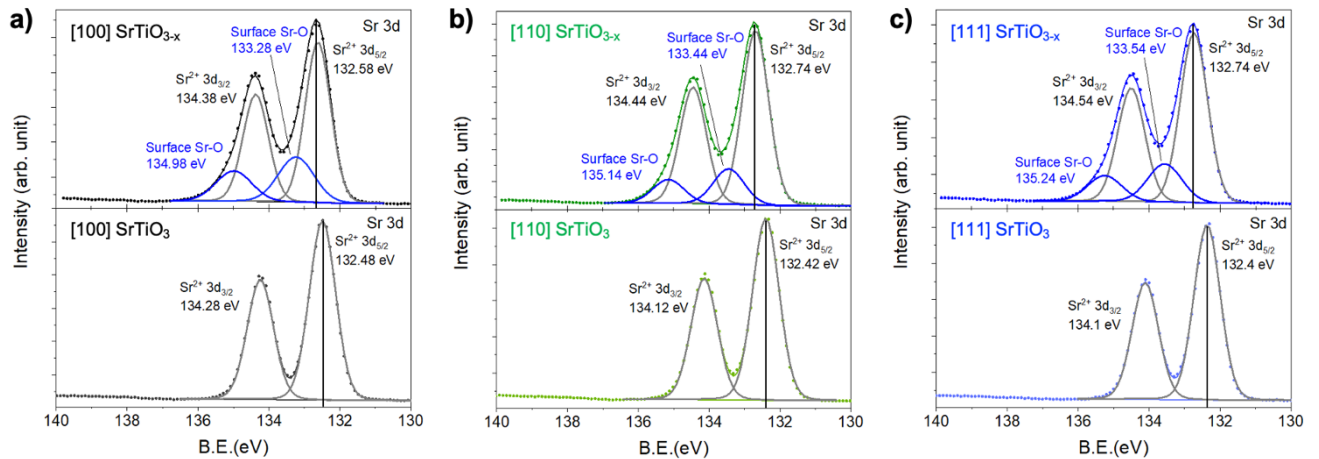 a)
[100] SrTiO3-x
Sr 3d
Surface Sr-O
133.28 eV
Sr2+ 3d5/2
132.58 eV
Sr2+ 3d3/2
134.38 eV
Surface Sr-O
134.98 eV
[100] SrTiO3
Sr 3d
Sr2+ 3d5/2
132.48 eV
Sr2+ 3d3/2
134.28 eV
Intensity (arb. unit)
140 138 136 134 132 130
B.E.(eV)
b)
[110] SrTiO3-x
Sr 3d
Surface Sr-O
133.44 eV
Sr2+ 3d5/2
132.74 eV
Sr2+ 3d3/2
134.44 eV
Surface Sr-O
135.14 eV
[110] SrTiO3
Sr 3d
Sr2+ 3d5/2
132.42 eV
Sr2+ 3d3/2
134.12 eV
Intensity (arb. unit)
140 138 136 134 132 130
B.E.(eV)
c)
[111] SrTiO3-x
Sr 3d
Surface Sr-O
133.54 eV
Sr2+ 3d5/2
132.74 eV
Sr2+ 3d3/2
134.54 eV
Surface Sr-O
135.24 eV
[111] SrTiO3
Sr 3d
Sr2+ 3d5/2
132.4 eV
Sr2+ 3d3/2
134.1 eV
Intensity (arb. unit)
140 138 136 134 132 130
B.E.(eV)